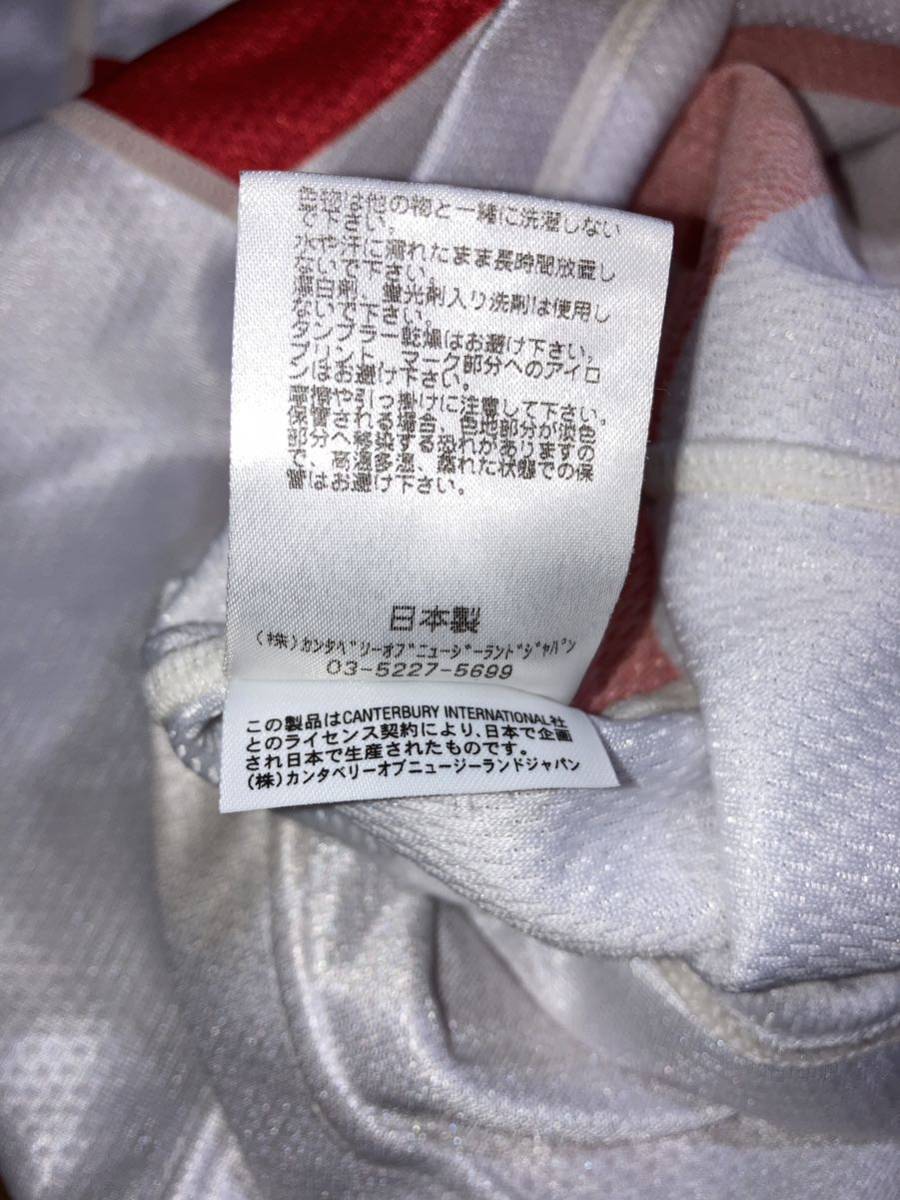 色物は他の物と一緒に洗濯しない
で下さい。
水や汗に濡れたまま長時間放置し
ないで下さい。
漂白剤、蛍光剤入り洗剤は使用し
ないで下さい。
タンブラー乾燥はお避け下さい。
プリント、マーク部分へのアイロ
ンはお避け下さい。
摩擦や引っ掛けに注意して下さい。
保管される場合、色地部分が淡色
部分へ移染する恐れがありますの
で、高温多湿、濡れた状態での保
管はお避け下さい。
日本製
(株)カンタベリーオブニュージーランドジャパン
03-5227-5699
この製品はCANTERBURY INTERNATIONAL社
とのライセンス契約により、日本で企画
され日本で生産されたものです。
(株)カンタベリーオブニュージーランドジャパン